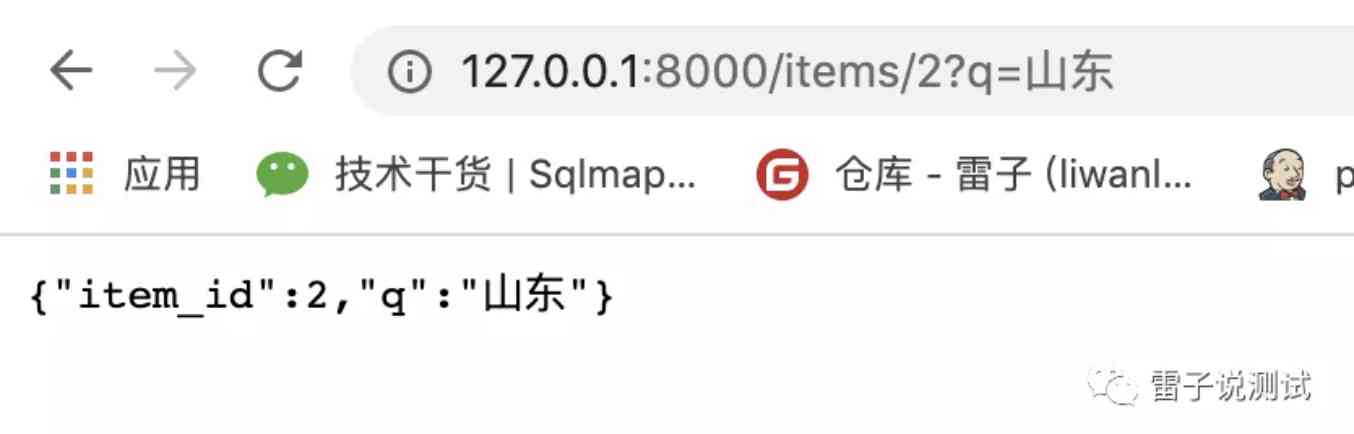 127.0.0.1:8000/items/2?q=山东
应用 技术干货 | Sqlmap... 仓库 - 雷子 (liwanl... p
{"item_id":2,"q":"山东"}
雷子说测试